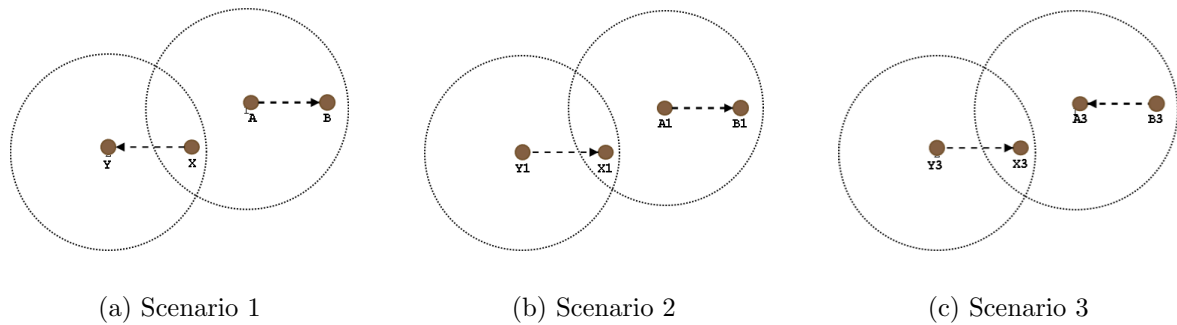 A B
Y X
(a) Scenario 1
A1 B1
Y1 X1
(b) Scenario 2
A3 B3
Y3 X3
(c) Scenario 3